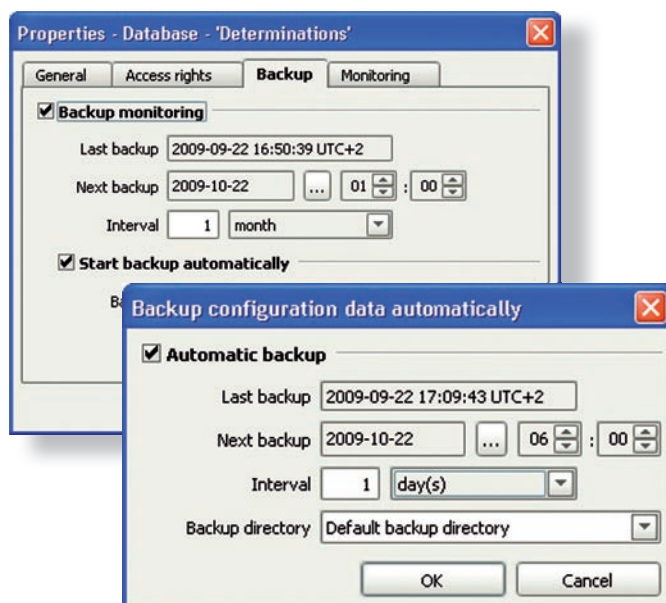 Properties - Database - 'Determinations'
General Access rights Backup Monitoring
Backup monitoring
Last backup 2009-09-22 16:50:39 UTC+2
Next backup 2009-10-22 ... 01 : 00
Interval 1 month
Start backup automatically
Backup configuration data automatically
Automatic backup
Last backup 2009-09-22 17:09:43 UTC+2
Next backup 2009-10-22 ... 06 : 00
Interval 1 day(s)
Backup directory Default backup directory
OK Cancel